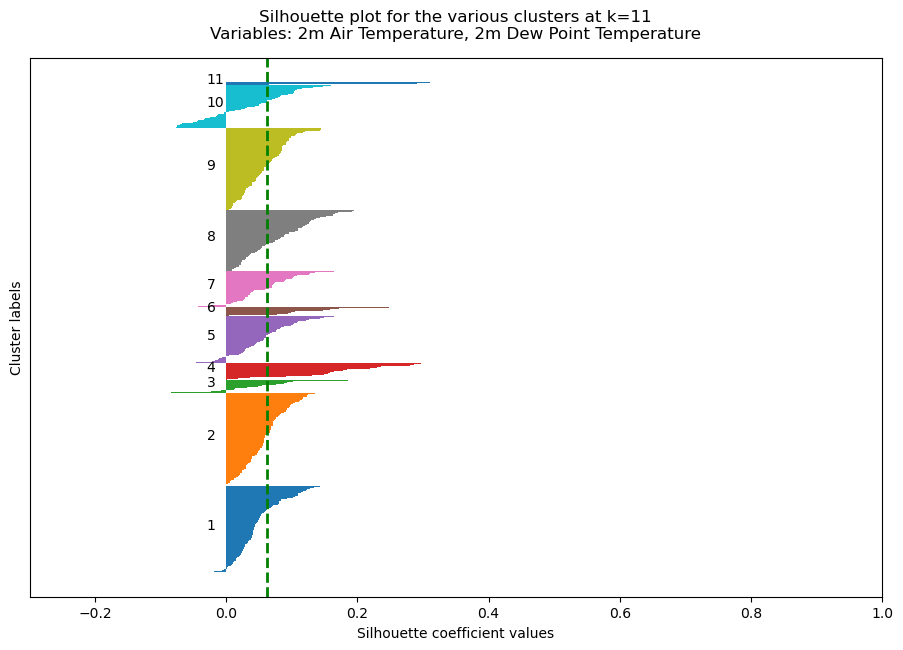 Silhouette plot for the various clusters at k=11
Variables: 2m Air Temperature, 2m Dew Point Temperature
Cluster labels
11
10
9
8
7
6
5
4
3
2
1
−0.2 0.0 0.2 0.4 0.6 0.8 1.0
Silhouette coefficient values